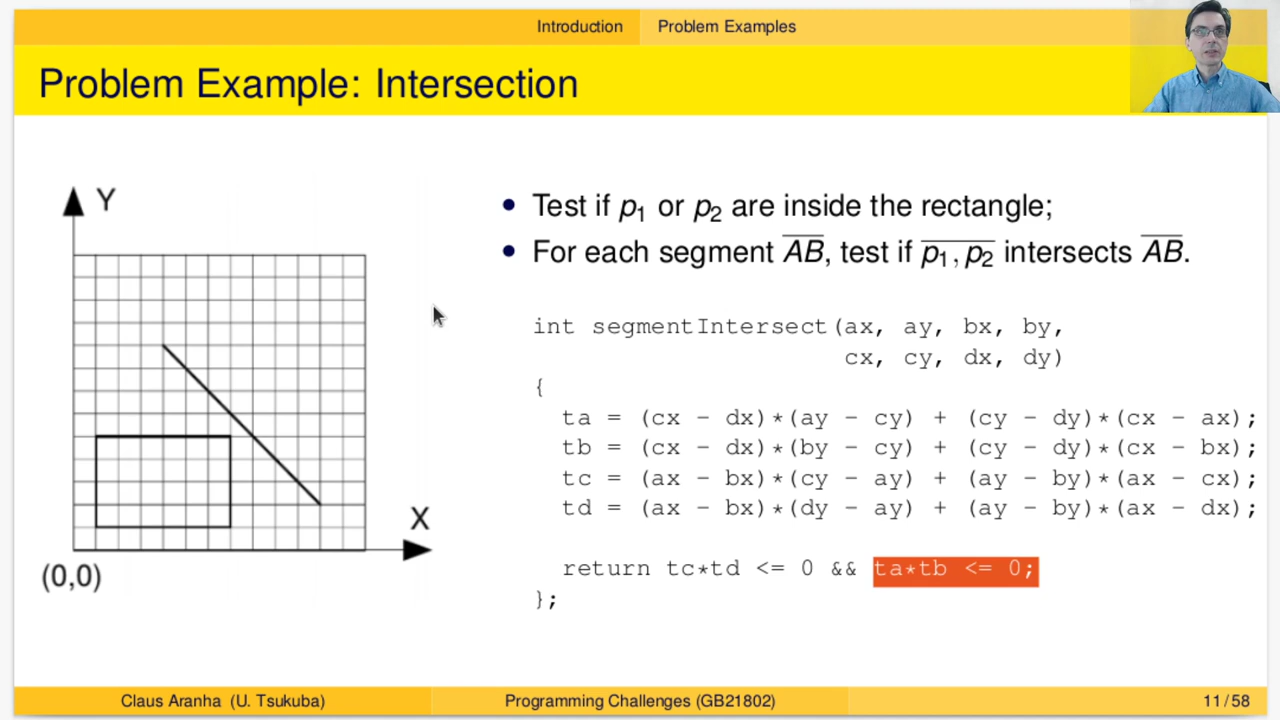 Introduction Problem Examples
Problem Example: Intersection
Y
X
(0,0)
• Test if p1 or p2 are inside the rectangle;
• For each segment AB, test if p1, p2 intersects AB.
int segmentIntersect(ax, ay, bx, by,
cx, cy, dx, dy)
{
ta = (cx - dx)*(ay - cy) + (cy - dy)*(cx - ax);
tb = (cx - dx)*(by - cy) + (cy - dy)*(cx - bx);
tc = (ax - bx)*(cy - ay) + (ay - by)*(ax - cx);
td = (ax - bx)*(dy - ay) + (ay - by)*(ax - dx);
return tc*td <= 0 && ta*tb <= 0;
};
Claus Aranha (U. Tsukuba) Programming Challenges (GB21802) 11 / 58